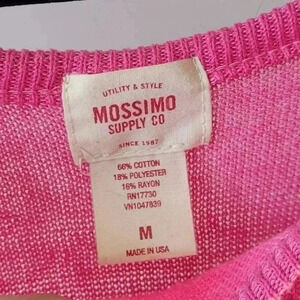 UTILITY & STYLE
MOSSIMO
SUPPLY CO
SINCE 1987
66% COTTON
18% POLYESTER
16% RAYON
RN17730
VN1047839
M
MADE IN USA